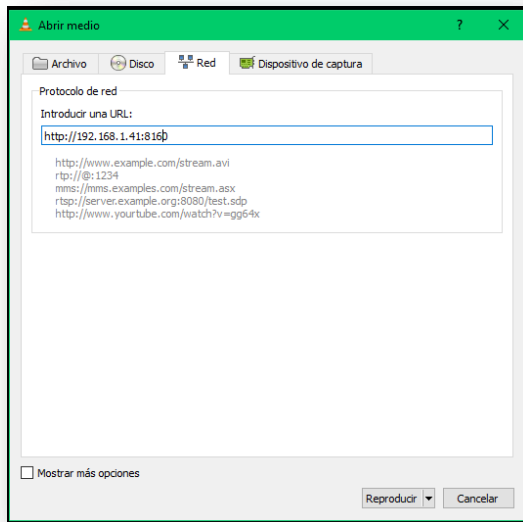 Abrir medio
Archivo Disco Red Dispositivo de captura
Protocolo de red
Introducir una URL:
http://192.168.1.41:8160
http://www.example.com/stream.avi
rtp://@:1234
mms://mms.examples.com/stream.asx
rtsp://server.example.org:8080/test.sdp
http://www.yourtube.com/watch?v=gg64x
Mostrar más opciones
Reproducir Cancelar